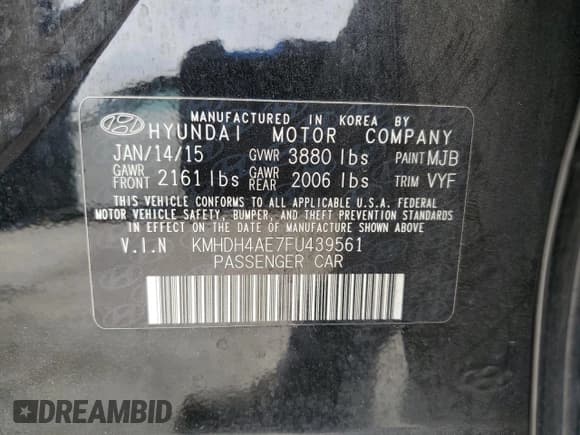 MANUFACTURED IN KOREA BY
HYUNDAI MOTOR COMPANY
JAN/14/15 GVWR 3880 lbs PAINT MJB
GAWR FRONT 2161 lbs GAWR REAR 2006 lbs TRIM VYF
THIS VEHICLE CONFORMS TO ALL APPLICABLE U.S.A. FEDERAL
MOTOR VEHICLE SAFETY, BUMPER, AND THEFT PREVENTION STANDARDS
IN EFFECT ON THE DATE OF MANUFACTURE SHOWN ABOVE.
V.I.N KMHDH4AE7FU439561
PASSENGER CAR
DREAMBID